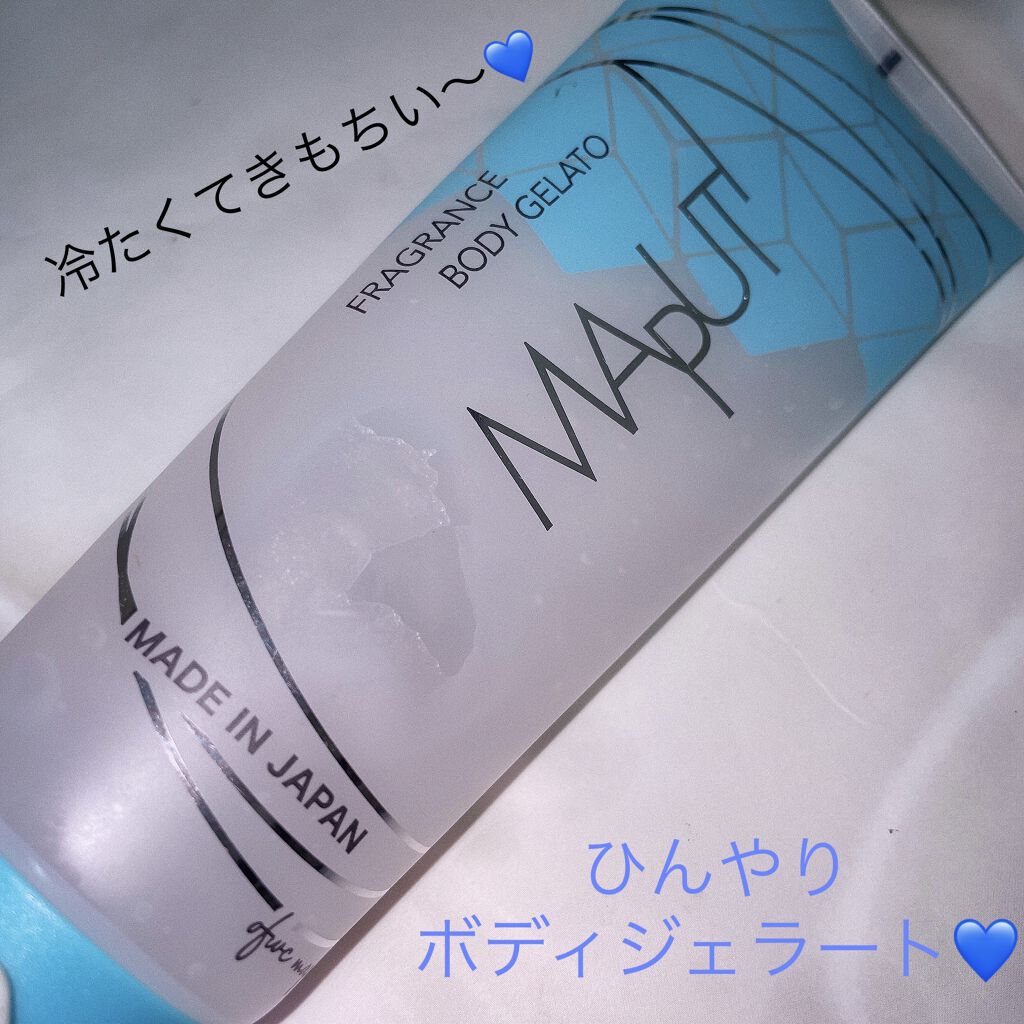 冷たくてきもちい〜💙
FRAGRANCE
BODY GELATO
MApUTI
MADE IN JAPAN
ひんやり
ボディジェラート💙